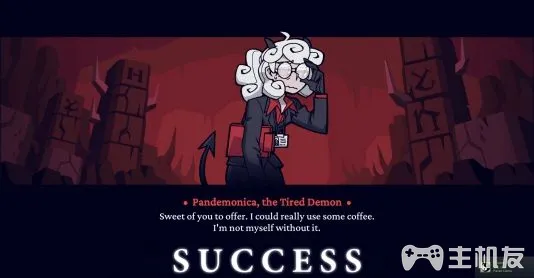 • Pandemonica, the Tired Demon •
Sweet of you to offer. I could really use some coffee.
I'm not myself without it.
SUCCESS
主机友